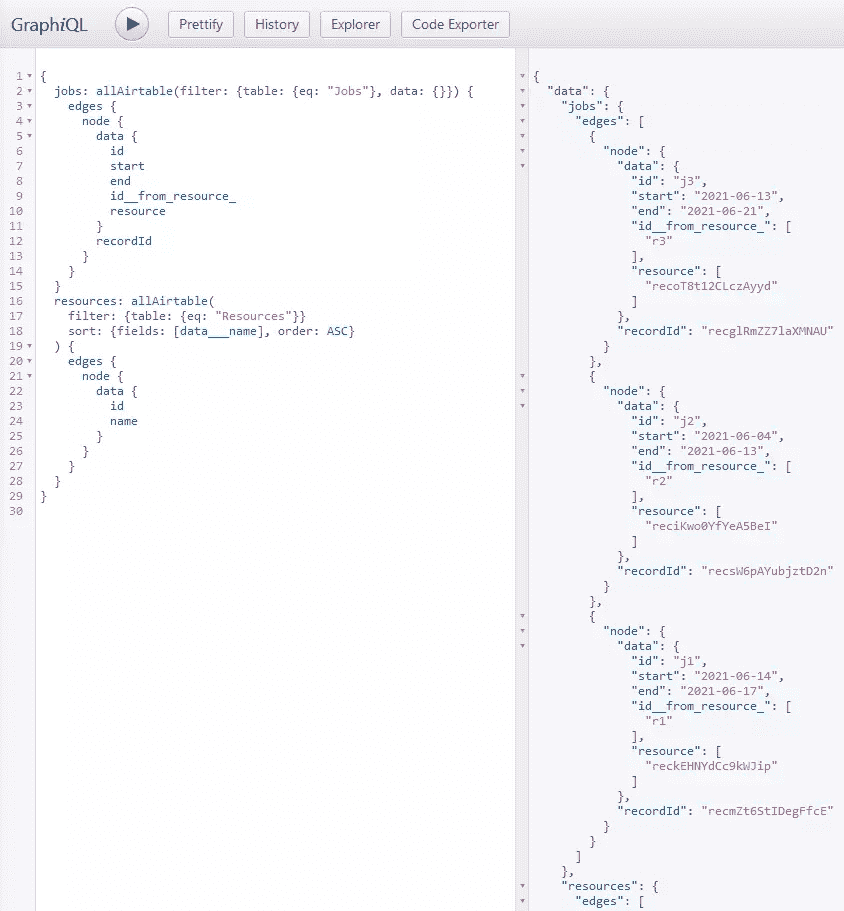 GraphiQL
Prettify
History
Explorer
Code Exporter
1 {
2 jobs: allAirtable(filter: {table: {eq: "Jobs"}, data: {}}) {
3 edges {
4 node {
5 data {
6 id
7 start
8 end
9 id__from_resource_
10 resource
11 }
12 recordId
13 }
14 }
15 }
16 resources: allAirtable(
17 filter: {table: {eq: "Resources"}}
18 sort: {fields: [data___name], order: ASC}
19 ) {
20 edges {
21 node {
22 data {
23 id
24 name
25 }
26 }
27 }
28 }
29 }
30
{
"data": {
"jobs": {
"edges": [
{
"node": {
"data": {
"id": "j3",
"start": "2021-06-13",
"end": "2021-06-21",
"id__from_resource_": [
"r3"
],
"resource": [
"recoT8t12CLczAyyd"
]
},
"recordId": "recglRmZZ7laXMNAU"
}
},
{
"node": {
"data": {
"id": "j2",
"start": "2021-06-04",
"end": "2021-06-13",
"id__from_resource_": [
"r2"
],
"resource": [
"reciKwo0YfYeA5BeI"
]
},
"recordId": "recsW6pAYubjztD2n"
}
},
{
"node": {
"data": {
"id": "j1",
"start": "2021-06-14",
"end": "2021-06-17",
"id__from_resource_": [
"r1"
],
"resource": [
"reckEHNYdCc9kWJip"
]
},
"recordId": "recmZt6StIDegFfcE"
}
}
]
},
"resources": {
"edges": [